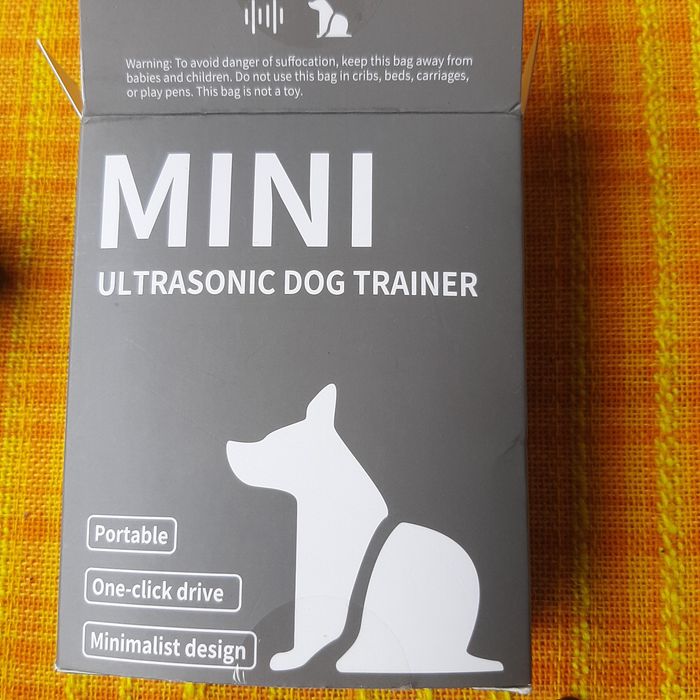 Warning: To avoid danger of suffocation, keep this bag away from
babies and children. Do not use this bag in cribs, beds, carriages,
or play pens. This bag is not a toy.
MINI
ULTRASONIC DOG TRAINER
Portable
One-click drive
Minimalist design